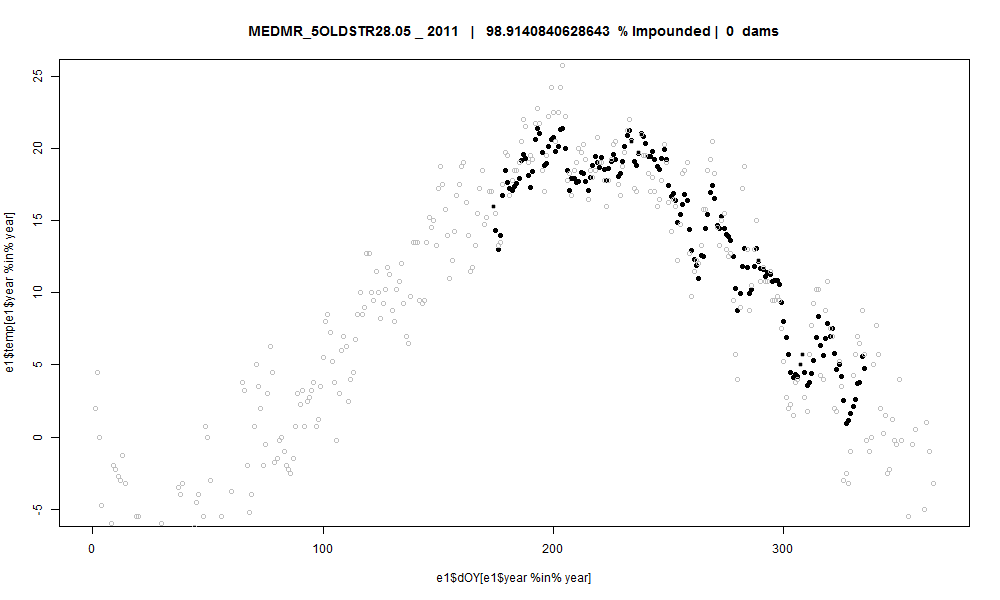 MEDMR_5OLDSTR28.05 _ 2011 | 98.9140840628643 % Impounded | 0 dams
25
20
15
10
5
0
-5
e1$temp[e1$year %in% year]
0 100 200 300
e1$dOY[e1$year %in% year]